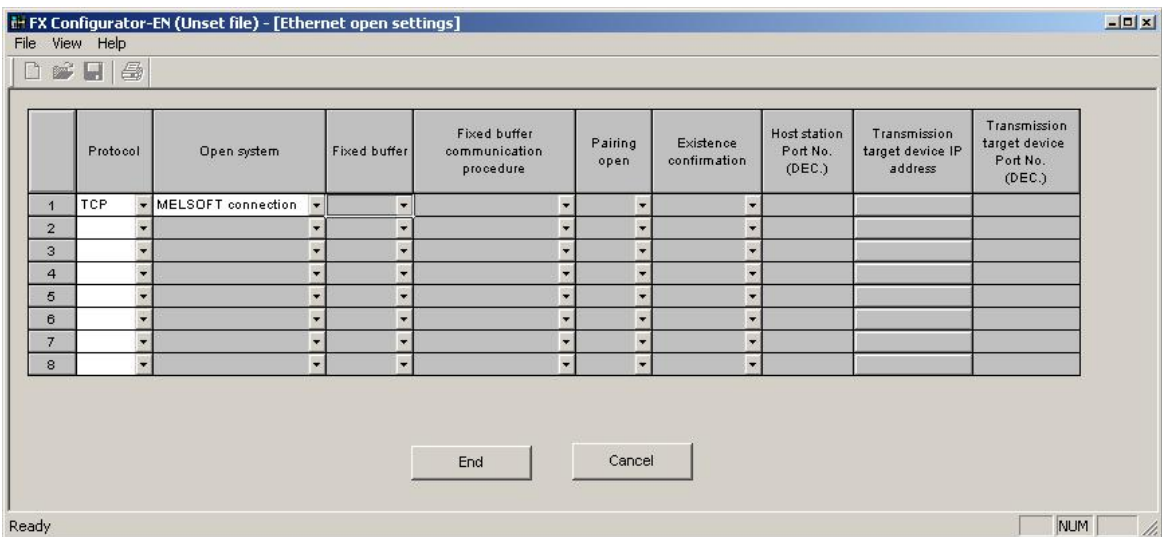 FX Configurator-EN (Unset file) - [Ethernet open settings]
File View Help
Protocol Open system Fixed buffer Fixed buffer communication procedure Pairing open Existence confirmation Host station Port No. (DEC.) Transmission target device IP address Transmission target device Port No. (DEC.)
1 TCP MELSOFT connection
2
3
4
5
6
7
8
End Cancel
Ready NUM